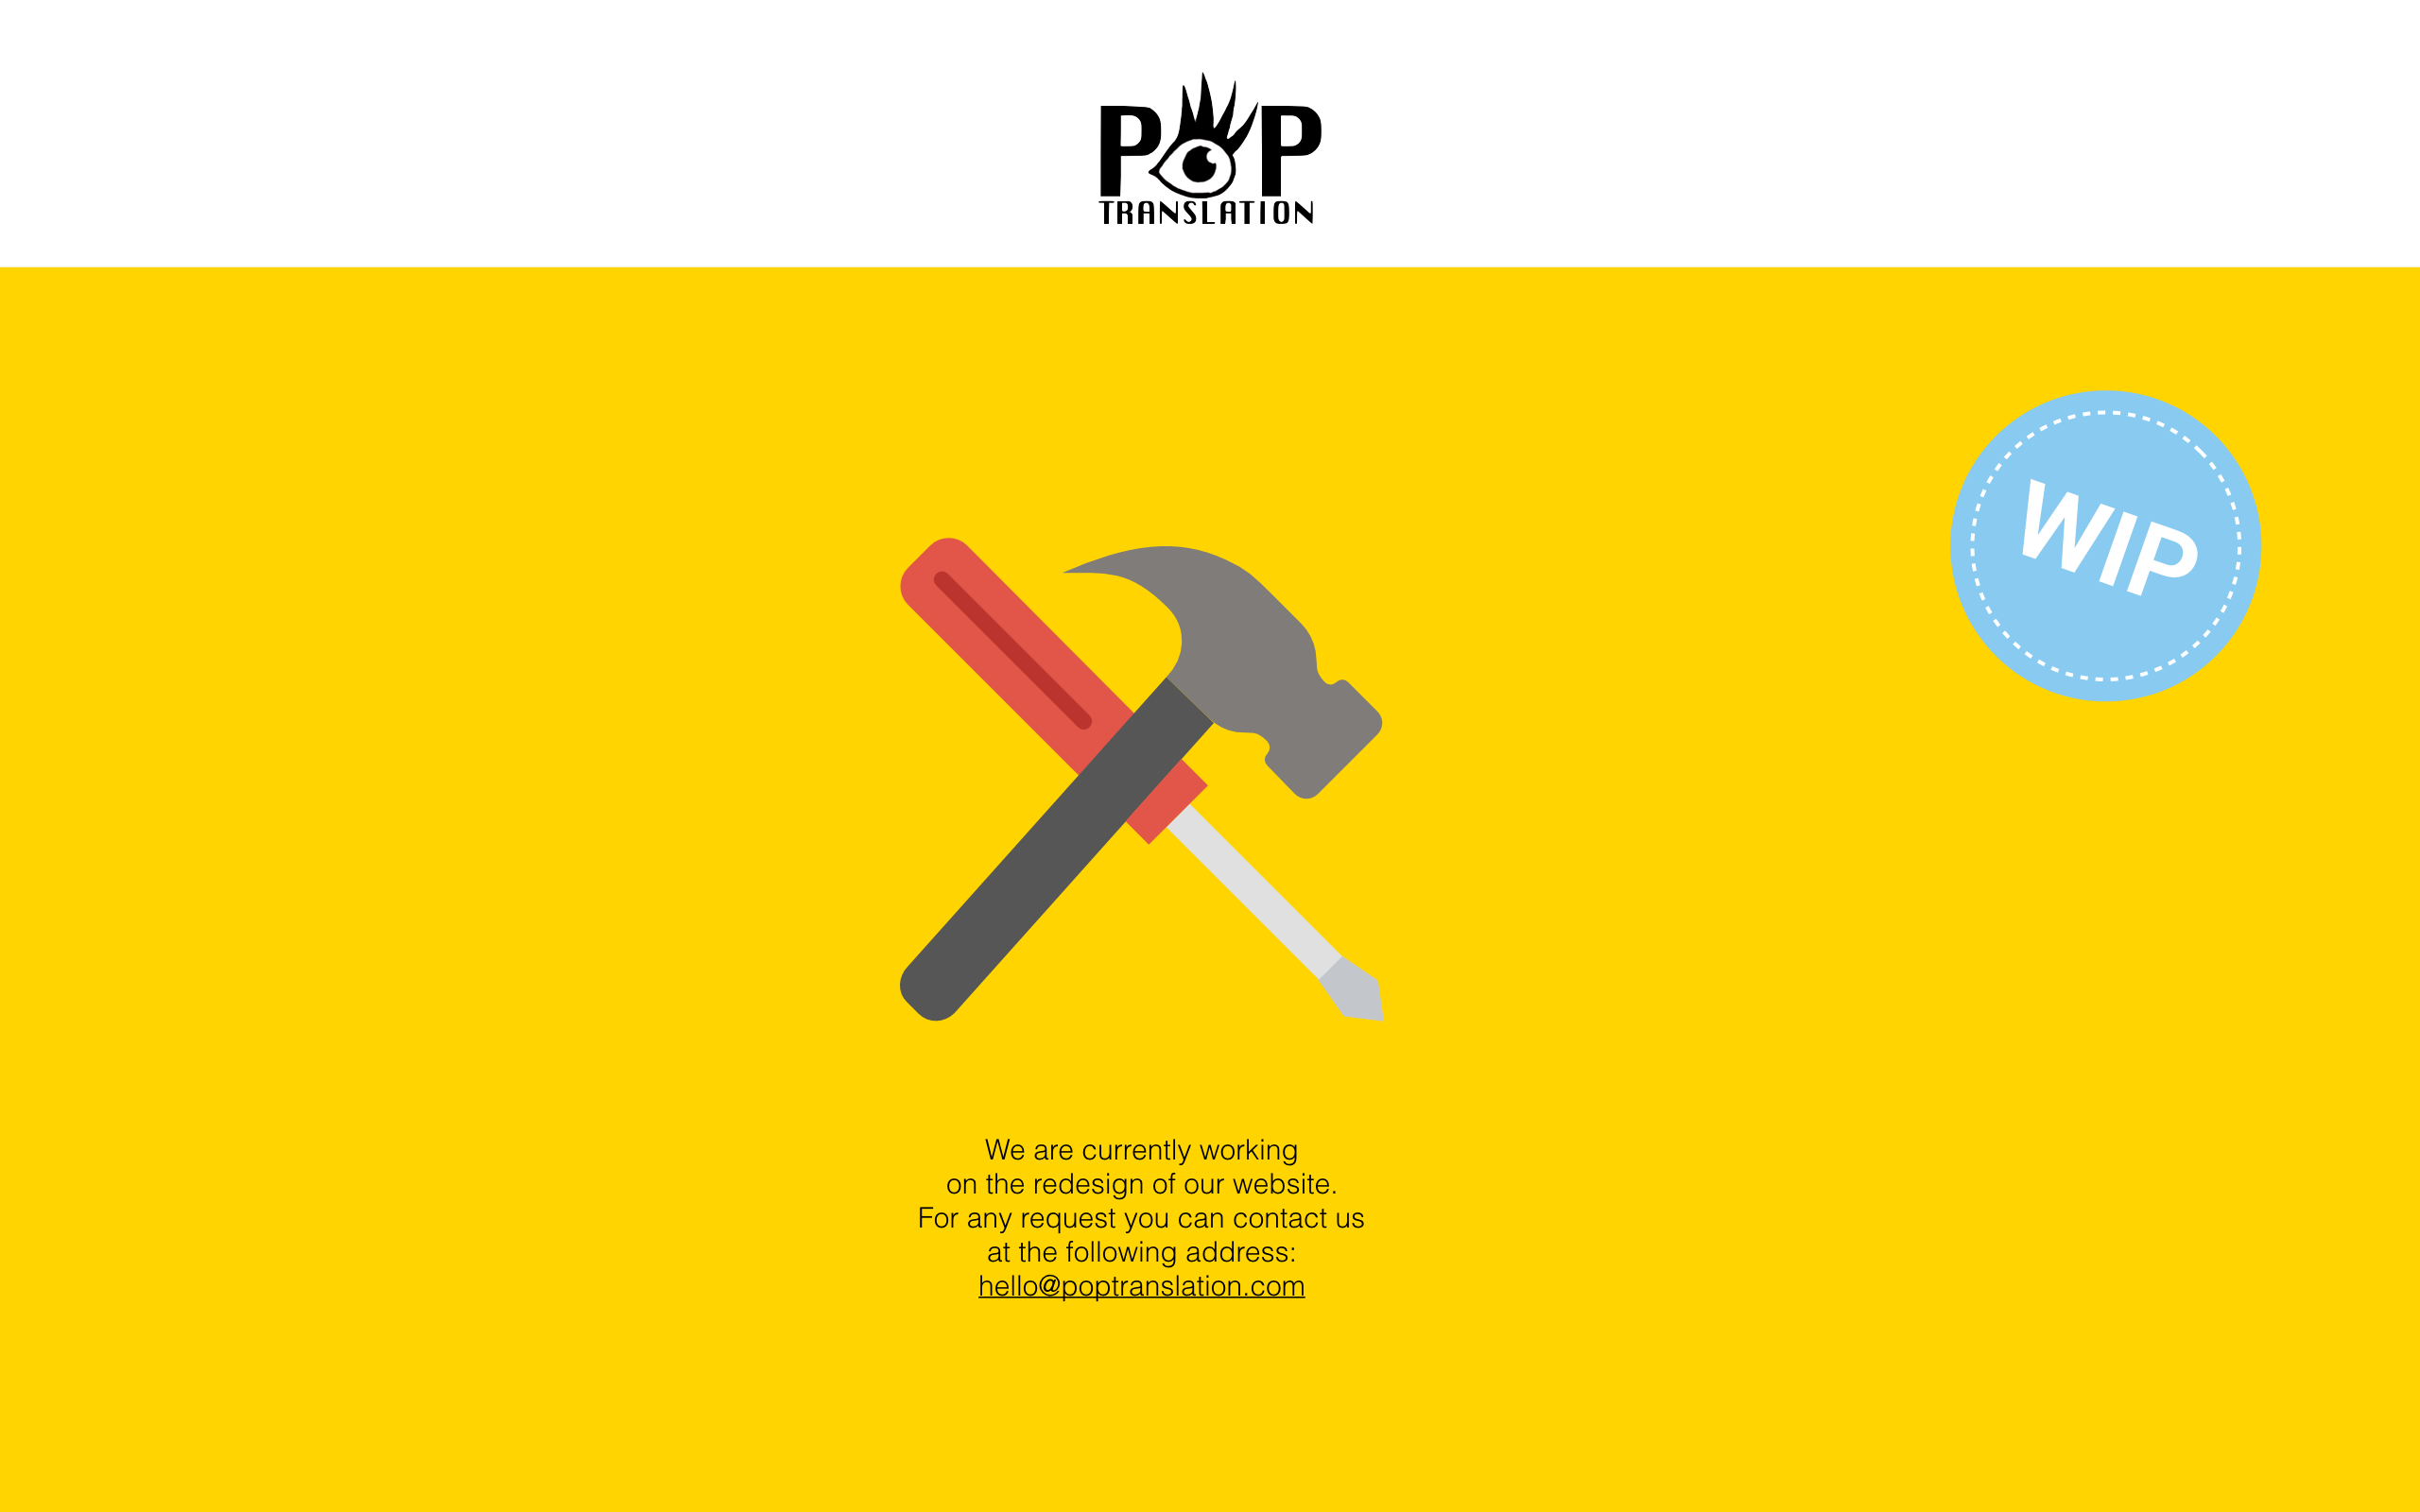 POP
TRANSLATION
WIP
We are currently working
on the redesign of our website.
For any request you can contact us
at the following address:
hello@poptranslation.com